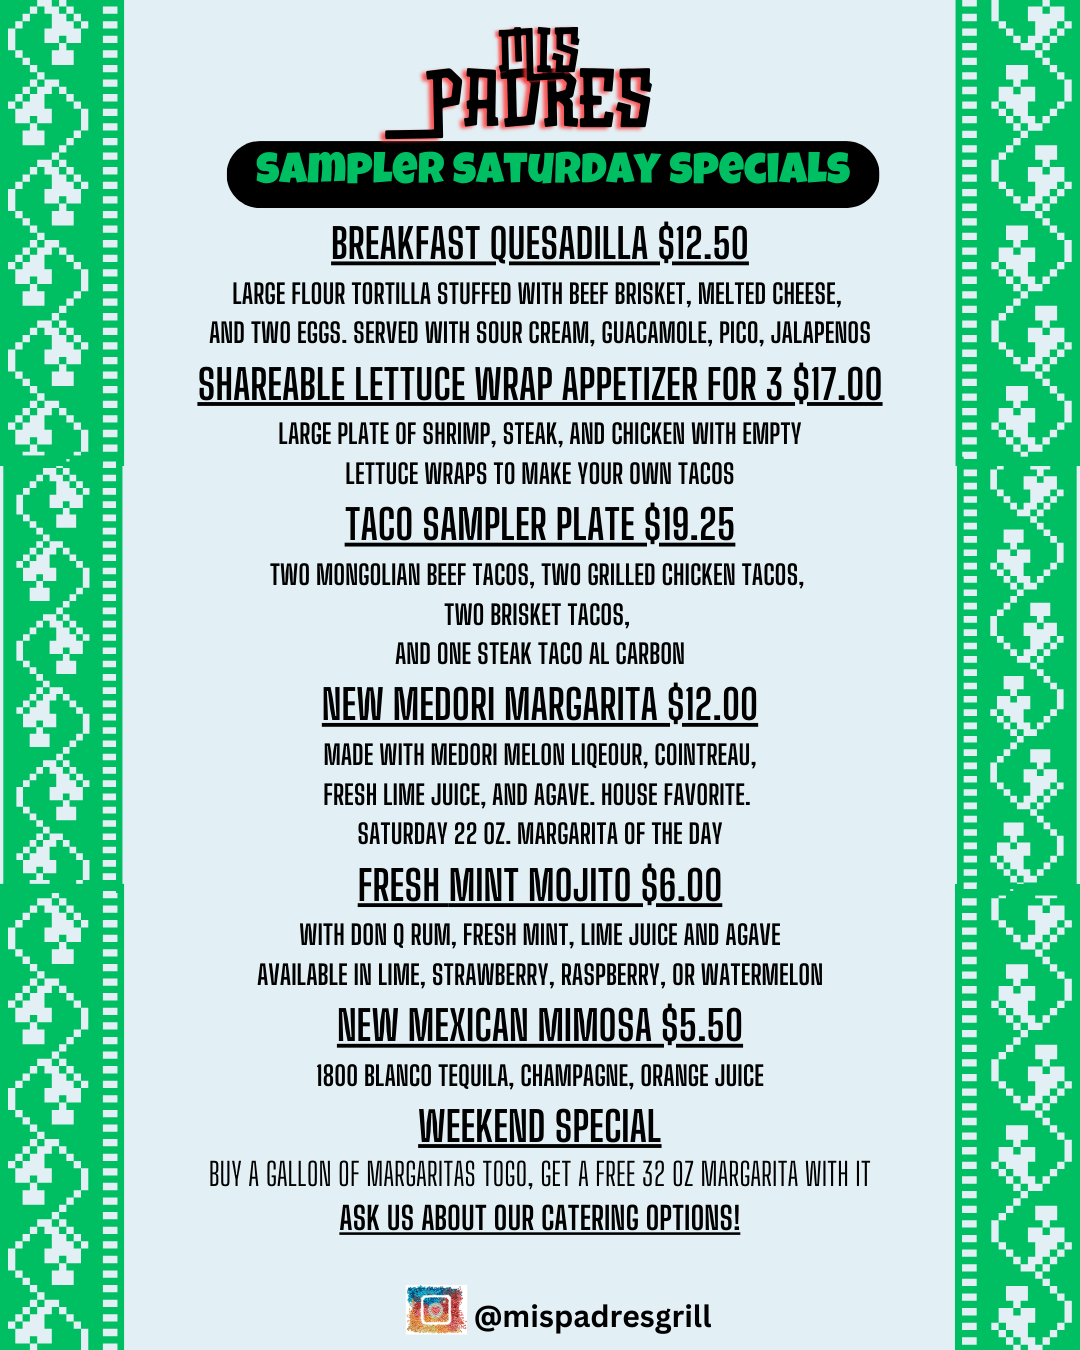 MIS
PADRES
SAMPLER SATURDAY SPECIALS
BREAKFAST QUESADILLA $12.50
LARGE FLOUR TORTILLA STUFFED WITH BEEF BRISKET, MELTED CHEESE,
AND TWO EGGS. SERVED WITH SOUR CREAM, GUACAMOLE, PICO, JALAPENOS
SHAREABLE LETTUCE WRAP APPETIZER FOR 3 $17.00
LARGE PLATE OF SHRIMP, STEAK, AND CHICKEN WITH EMPTY
LETTUCE WRAPS TO MAKE YOUR OWN TACOS
TACO SAMPLER PLATE $19.25
TWO MONGOLIAN BEEF TACOS, TWO GRILLED CHICKEN TACOS,
TWO BRISKET TACOS,
AND ONE STEAK TACO AL CARBON
NEW MEDORI MARGARITA $12.00
MADE WITH MEDORI MELON LIQEOUR, COINTREAU,
FRESH LIME JUICE, AND AGAVE. HOUSE FAVORITE.
SATURDAY 22 OZ. MARGARITA OF THE DAY
FRESH MINT MOJITO $6.00
WITH DON Q RUM, FRESH MINT, LIME JUICE AND AGAVE
AVAILABLE IN LIME, STRAWBERRY, RASPBERRY, OR WATERMELON
NEW MEXICAN MIMOSA $5.50
1800 BLANCO TEQUILA, CHAMPAGNE, ORANGE JUICE
WEEKEND SPECIAL
BUY A GALLON OF MARGARITAS TOGO, GET A FREE 32 OZ MARGARITA WITH IT
ASK US ABOUT OUR CATERING OPTIONS!
@mispadresgrill